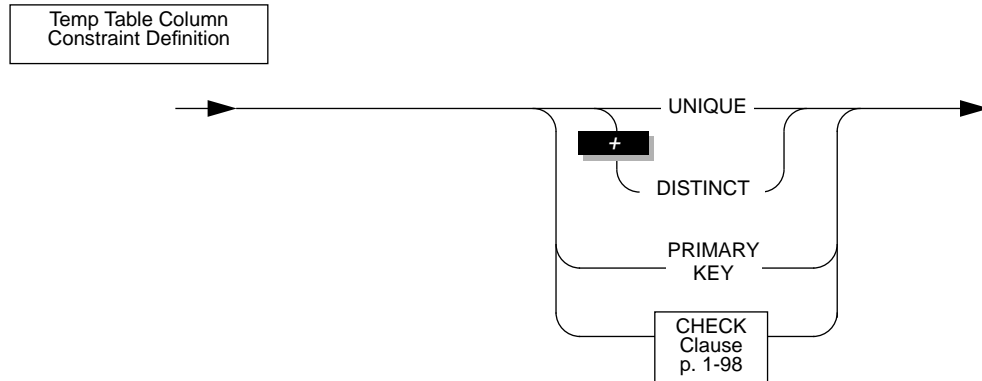 Temp Table Column
Constraint Definition
UNIQUE
+
DISTINCT
PRIMARY
KEY
CHECK
Clause
p. 1-98